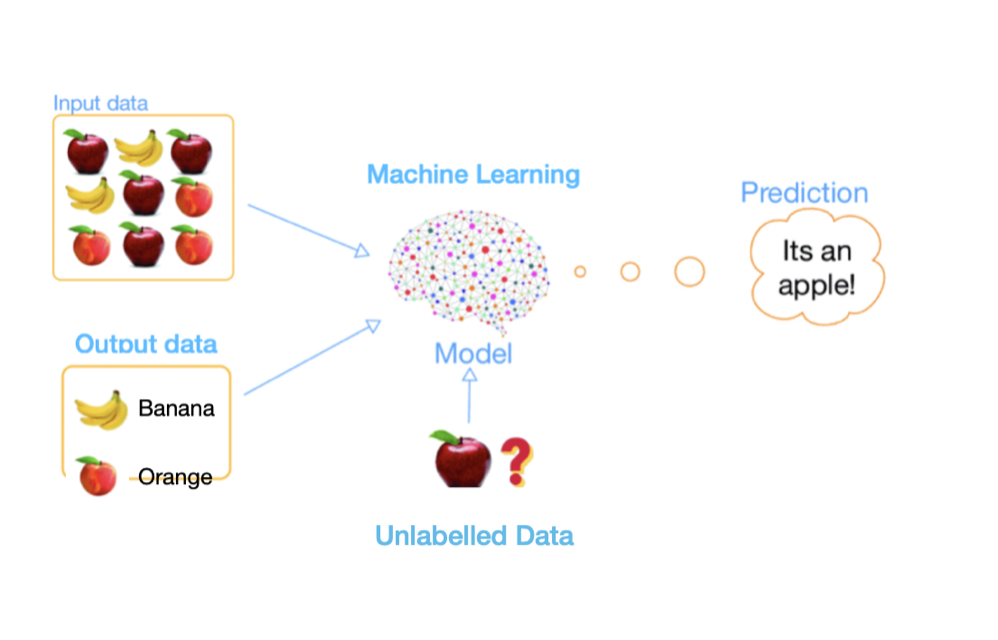 Input data
Machine Learning
Prediction
Its an
apple!
Output data
Model
Banana
Orange
?
Unlabelled Data